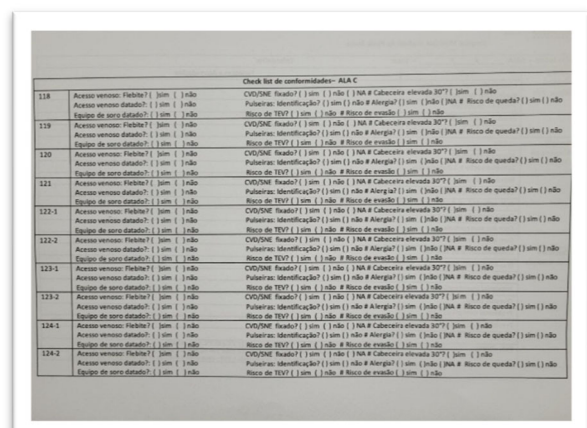 Check list de conformidades- ALA C
118 Acesso venoso: Flebite? ( )sim ( ) não CVD/SNE fixado? ( ) sim ( ) não ( ) NA # Cabeceira elevada 30°? ( )sim ( ) não
Acesso venoso datado?: ( ) sim ( ) não Pulseiras: Identificação? ( ) sim ( ) não # Alergia? ( ) sim ( )não ( )NA # Risco de queda? ( ) sim ( ) não
Equipo de soro datado?: ( ) sim ( ) não Risco de TEV? ( ) sim ( ) não # Risco de evasão ( ) sim ( ) não
119 Acesso venoso: Flebite? ( )sim ( ) não CVD/SNE fixado? ( ) sim ( ) não ( ) NA # Cabeceira elevada 30°? ( )sim ( ) não
Acesso venoso datado?: ( ) sim ( ) não Pulseiras: Identificação? ( ) sim ( ) não # Alergia? ( ) sim ( )não ( )NA # Risco de queda? ( ) sim ( ) não
Equipo de soro datado?: ( ) sim ( ) não Risco de TEV? ( ) sim ( ) não # Risco de evasão ( ) sim ( ) não
120 Acesso venoso: Flebite? ( )sim ( ) não CVD/SNE fixado? ( ) sim ( ) não ( ) NA # Cabeceira elevada 30°? ( )sim ( ) não
Acesso venoso datado?: ( ) sim ( ) não Pulseiras: Identificação? ( ) sim ( ) não # Alergia? ( ) sim ( )não ( )NA # Risco de queda? ( ) sim ( ) não
Equipo de soro datado?: ( ) sim ( ) não Risco de TEV? ( ) sim ( ) não # Risco de evasão ( ) sim ( ) não
121 Acesso venoso: Flebite? ( )sim ( ) não CVD/SNE fixado? ( ) sim ( ) não ( ) NA # Cabeceira elevada 30°? ( )sim ( ) não
Acesso venoso datado?: ( ) sim ( ) não Pulseiras: Identificação? ( ) sim ( ) não # Alergia? ( ) sim ( )não ( )NA # Risco de queda? ( ) sim ( ) não
Equipo de soro datado?: ( ) sim ( ) não Risco de TEV? ( ) sim ( ) não # Risco de evasão ( ) sim ( ) não
122-1 Acesso venoso: Flebite? ( )sim ( ) não CVD/SNE fixado? ( ) sim ( ) não ( ) NA # Cabeceira elevada 30°? ( )sim ( ) não
Acesso venoso datado?: ( ) sim ( ) não Pulseiras: Identificação? ( ) sim ( ) não # Alergia? ( ) sim ( )não ( )NA # Risco de queda? ( ) sim ( ) não
Equipo de soro datado?: ( ) sim ( ) não Risco de TEV? ( ) sim ( ) não # Risco de evasão ( ) sim ( ) não
122-2 Acesso venoso: Flebite? ( )sim ( ) não CVD/SNE fixado? ( ) sim ( ) não ( ) NA # Cabeceira elevada 30°? ( )sim ( ) não
Acesso venoso datado?: ( ) sim ( ) não Pulseiras: Identificação? ( ) sim ( ) não # Alergia? ( ) sim ( )não ( )NA # Risco de queda? ( ) sim ( ) não
Equipo de soro datado?: ( ) sim ( ) não Risco de TEV? ( ) sim ( ) não # Risco de evasão ( ) sim ( ) não
123-1 Acesso venoso: Flebite? ( )sim ( ) não CVD/SNE fixado? ( ) sim ( ) não ( ) NA # Cabeceira elevada 30°? ( )sim ( ) não
Acesso venoso datado?: ( ) sim ( ) não Pulseiras: Identificação? ( ) sim ( ) não # Alergia? ( ) sim ( )não ( )NA # Risco de queda? ( ) sim ( ) não
Equipo de soro datado?: ( ) sim ( ) não Risco de TEV? ( ) sim ( ) não # Risco de evasão ( ) sim ( ) não
123-2 Acesso venoso: Flebite? ( )sim ( ) não CVD/SNE fixado? ( ) sim ( ) não ( ) NA # Cabeceira elevada 30°? ( )sim ( ) não
Acesso venoso datado?: ( ) sim ( ) não Pulseiras: Identificação? ( ) sim ( ) não # Alergia? ( ) sim ( )não ( )NA # Risco de queda? ( ) sim ( ) não
Equipo de soro datado?: ( ) sim ( ) não Risco de TEV? ( ) sim ( ) não # Risco de evasão ( ) sim ( ) não
124-1 Acesso venoso: Flebite? ( )sim ( ) não CVD/SNE fixado? ( ) sim ( ) não ( ) NA # Cabeceira elevada 30°? ( )sim ( ) não
Acesso venoso datado?: ( ) sim ( ) não Pulseiras: Identificação? ( ) sim ( ) não # Alergia? ( ) sim ( )não ( )NA # Risco de queda? ( ) sim ( ) não
Equipo de soro datado?: ( ) sim ( ) não Risco de TEV? ( ) sim ( ) não # Risco de evasão ( ) sim ( ) não
124-2 Acesso venoso: Flebite? ( )sim ( ) não CVD/SNE fixado? ( ) sim ( ) não ( ) NA # Cabeceira elevada 30°? ( )sim ( ) não
Acesso venoso datado?: ( ) sim ( ) não Pulseiras: Identificação? ( ) sim ( ) não # Alergia? ( ) sim ( )não ( )NA # Risco de queda? ( ) sim ( ) não
Equipo de soro datado?: ( ) sim ( ) não Risco de TEV? ( ) sim ( ) não # Risco de evasão ( ) sim ( ) não